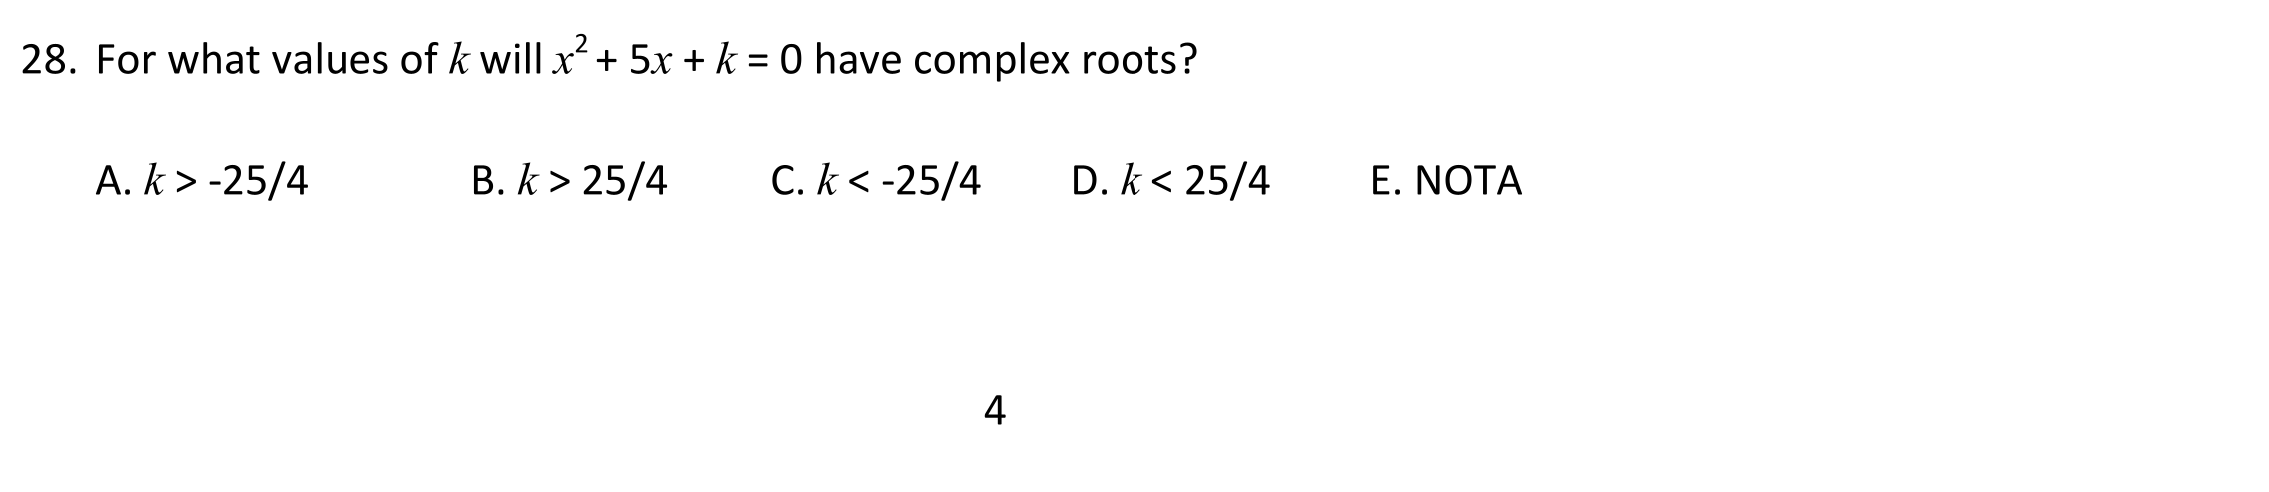 28. For what values of k will x² + 5x + k = 0 have complex roots?
A. k > -25/4 B. k > 25/4 C. k < -25/4 D. k < 25/4 E. NOTA
4